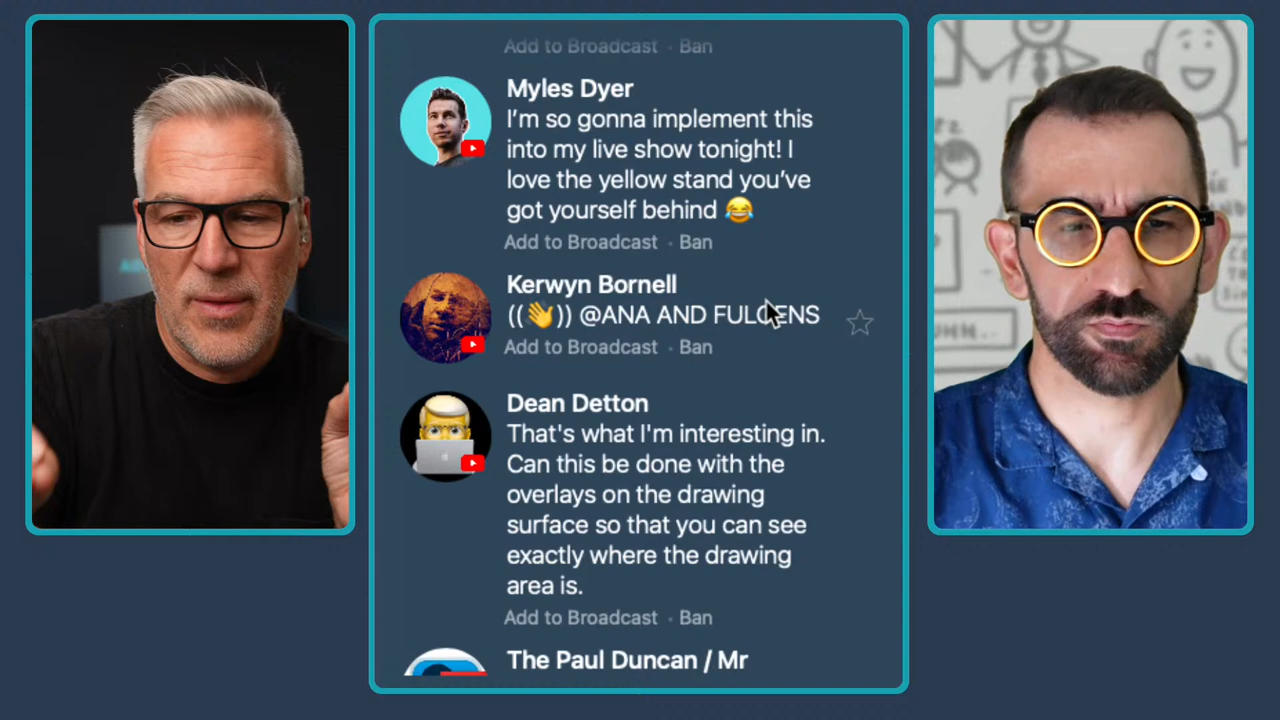 Add to Broadcast · Ban
Myles Dyer
I’m so gonna implement this
into my live show tonight! I
love the yellow stand you’ve
got yourself behind 😂
Add to Broadcast · Ban
Kerwyn Bornell
((👋)) @ANA AND
Add to Broadcast · Ban
Dean Detton
That's what I'm interesting in.
Can this be done with the
overlays on the drawing
surface so that you can see
exactly where the drawing
area is.
Add to Broadcast · Ban
The Paul Duncan / Mr